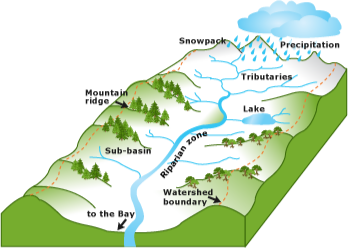 Snowpack
Precipitation
Tributaries
Mountain
ridge
Lake
Riparian zone
Sub-basin
Watershed
boundary
to the Bay